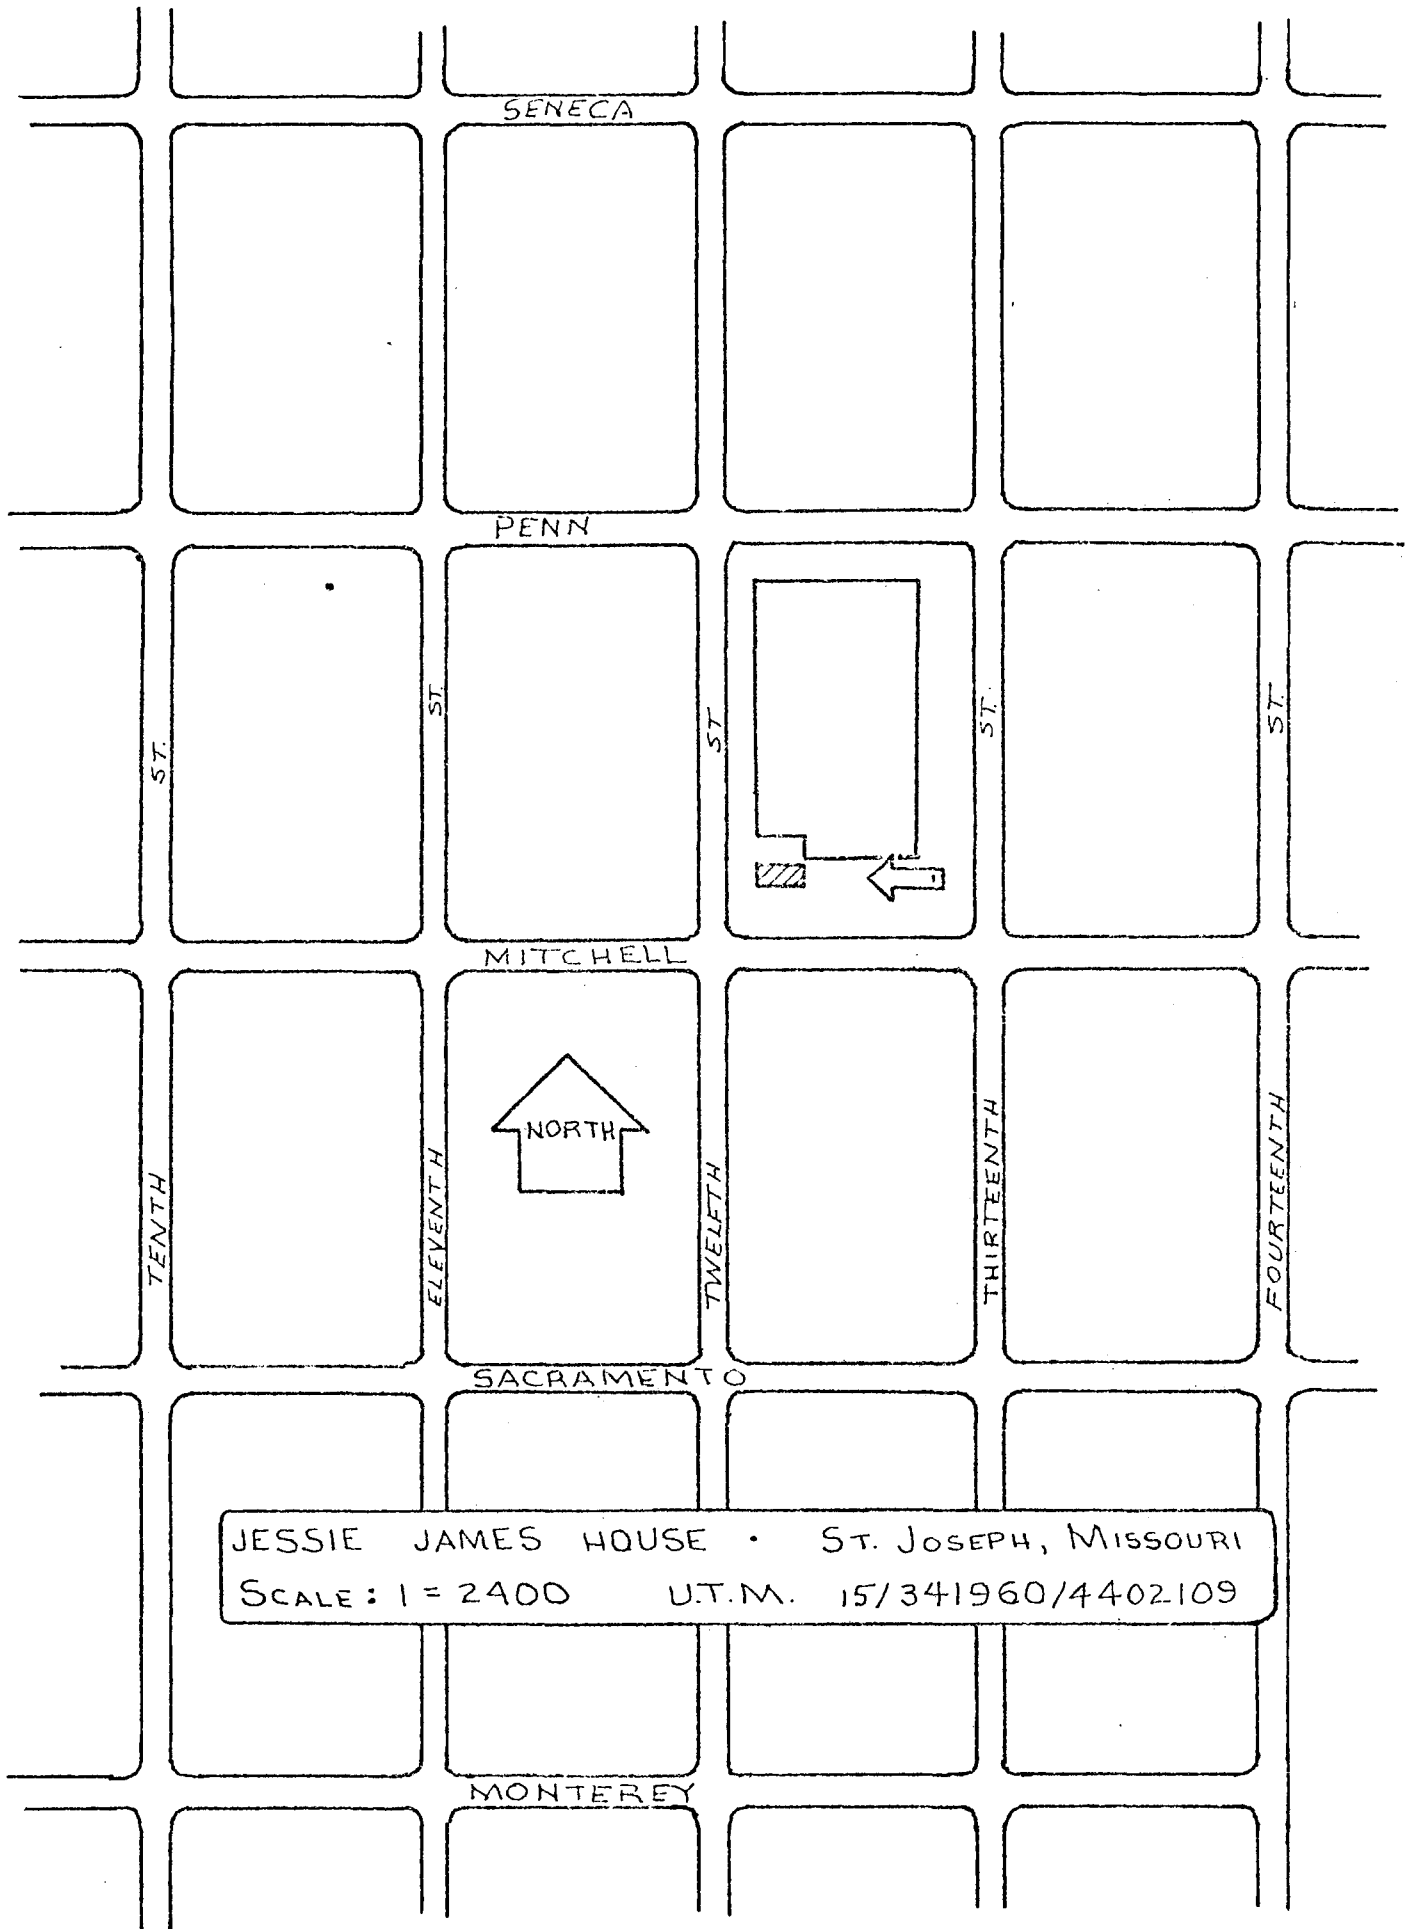 SENECA
PENN
ST.
ST.
ST
ST.
ST.
MITCHELL
NORTH
TENTH
ELEVENTH
TWELFTH
THIRTEENTH
FOURTEENTH
SACRAMENTO
JESSIE JAMES HOUSE · ST. JOSEPH, MISSOURI
SCALE: 1 = 2400 U.T.M. 15/341960/4402109
MONTEREY